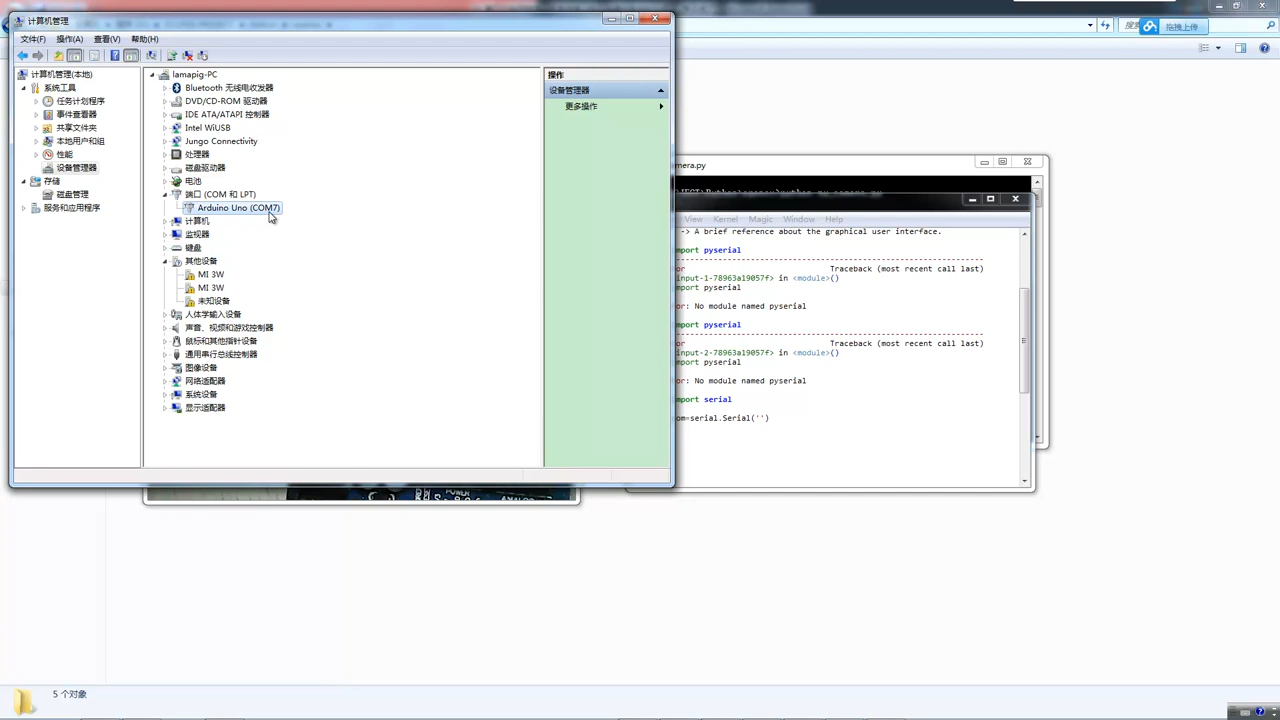 计算机管理
文件(F) 操作(A) 查看(V) 帮助(H)
计算机管理(本地)
系统工具
任务计划程序
事件查看器
共享文件夹
本地用户和组
性能
设备管理器
存储
磁盘管理
服务和应用程序
lamapig-PC
Bluetooth 无线电收发器
DVD/CD-ROM 驱动器
IDE ATA/ATAPI 控制器
Intel WiUSB
Jungo Connectivity
处理器
磁盘驱动器
电池
端口 (COM 和 LPT)
Arduino Uno (COM7)
计算机
监视器
键盘
其他设备
MI 3W
MI 3W
未知设备
人体学输入设备
声音、视频和游戏控制器
鼠标和其他指针设备
通用串行总线控制器
图像设备
网络适配器
系统设备
显示适配器
操作
设备管理器
更多操作
拖拽上传
mera.py
View Kernel Magic Window Help
-> A brief reference about the graphical user interface.
mport pyserial
or Traceback (most recent call last)
input-1-78963a19057f> in <module>()
mport pyserial
or: No module named pyserial
mport pyserial
or Traceback (most recent call last)
input-2-78963a19057f> in <module>()
mport pyserial
or: No module named pyserial
mport serial
om=serial.Serial('')
POWER
5 个对象